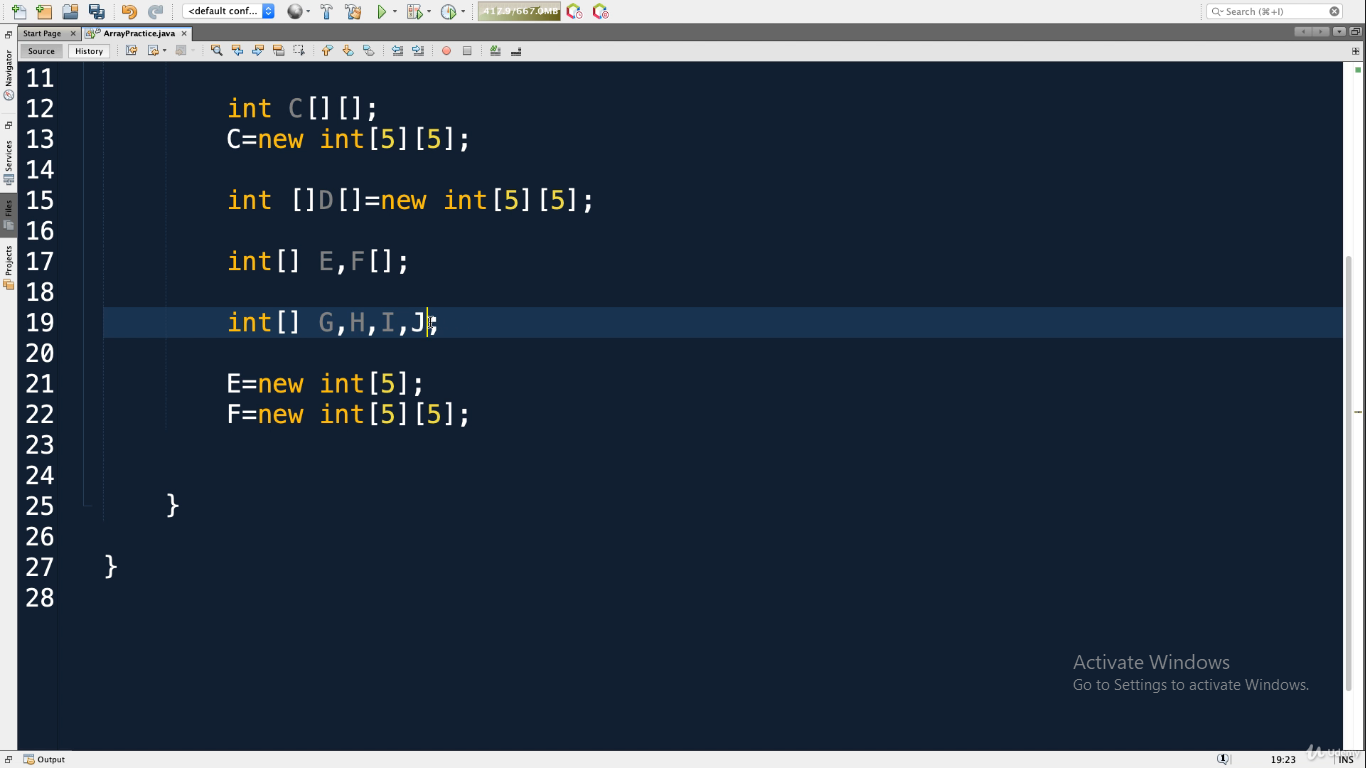 <default conf...
412.9/667.0MB
Search (⌘+I)
Start Page
ArrayPractice.java
Source
History
Navigator
Services
Files
Projects
11
12 int C[][];
13 C=new int[5][5];
14
15 int []D[]=new int[5][5];
16
17 int[] E,F[];
18
19 int[] G,H,I,J;
20
21 E=new int[5];
22 F=new int[5][5];
23
24
25 }
26
27 }
28
Activate Windows
Go to Settings to activate Windows.
Output
1
19:23
INS
Udemy